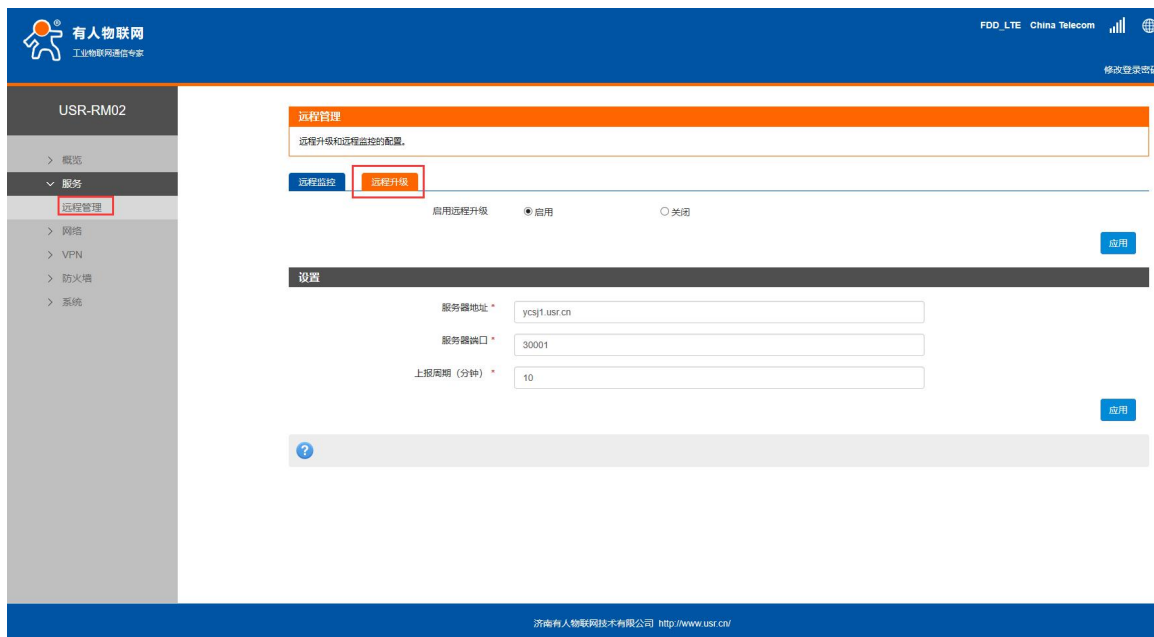 有人物联网
工业物联网通信专家
FDD_LTE China Telecom
修改登录密码
USR-RM02
概览
服务
远程管理
网络
VPN
防火墙
系统
远程管理
远程升级和远程监控的配置。
远程监控 远程升级
启用远程升级 启用 关闭
应用
设置
服务器地址 * ycsj1.usr.cn
服务器端口 * 30001
上报周期（分钟） * 10
应用
济南有人物联网技术有限公司 http://www.usr.cn/